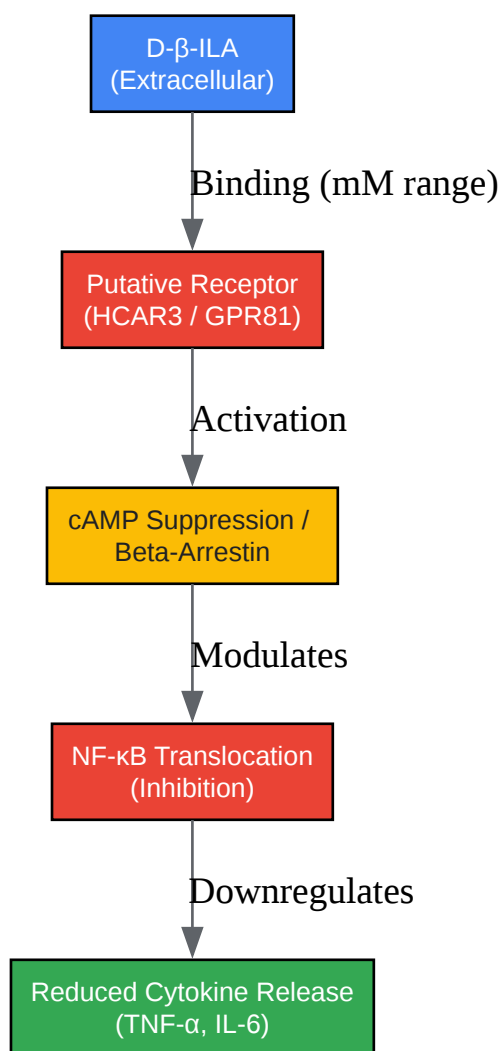 D-β-ILA
(Extracellular)
Binding (mM range)
Putative Receptor
(HCAR3 / GPR81)
Activation
cAMP Suppression /
Beta-Arrestin
Modulates
NF-κB Translocation
(Inhibition)
Downregulates
Reduced Cytokine Release
(TNF-α, IL-6)